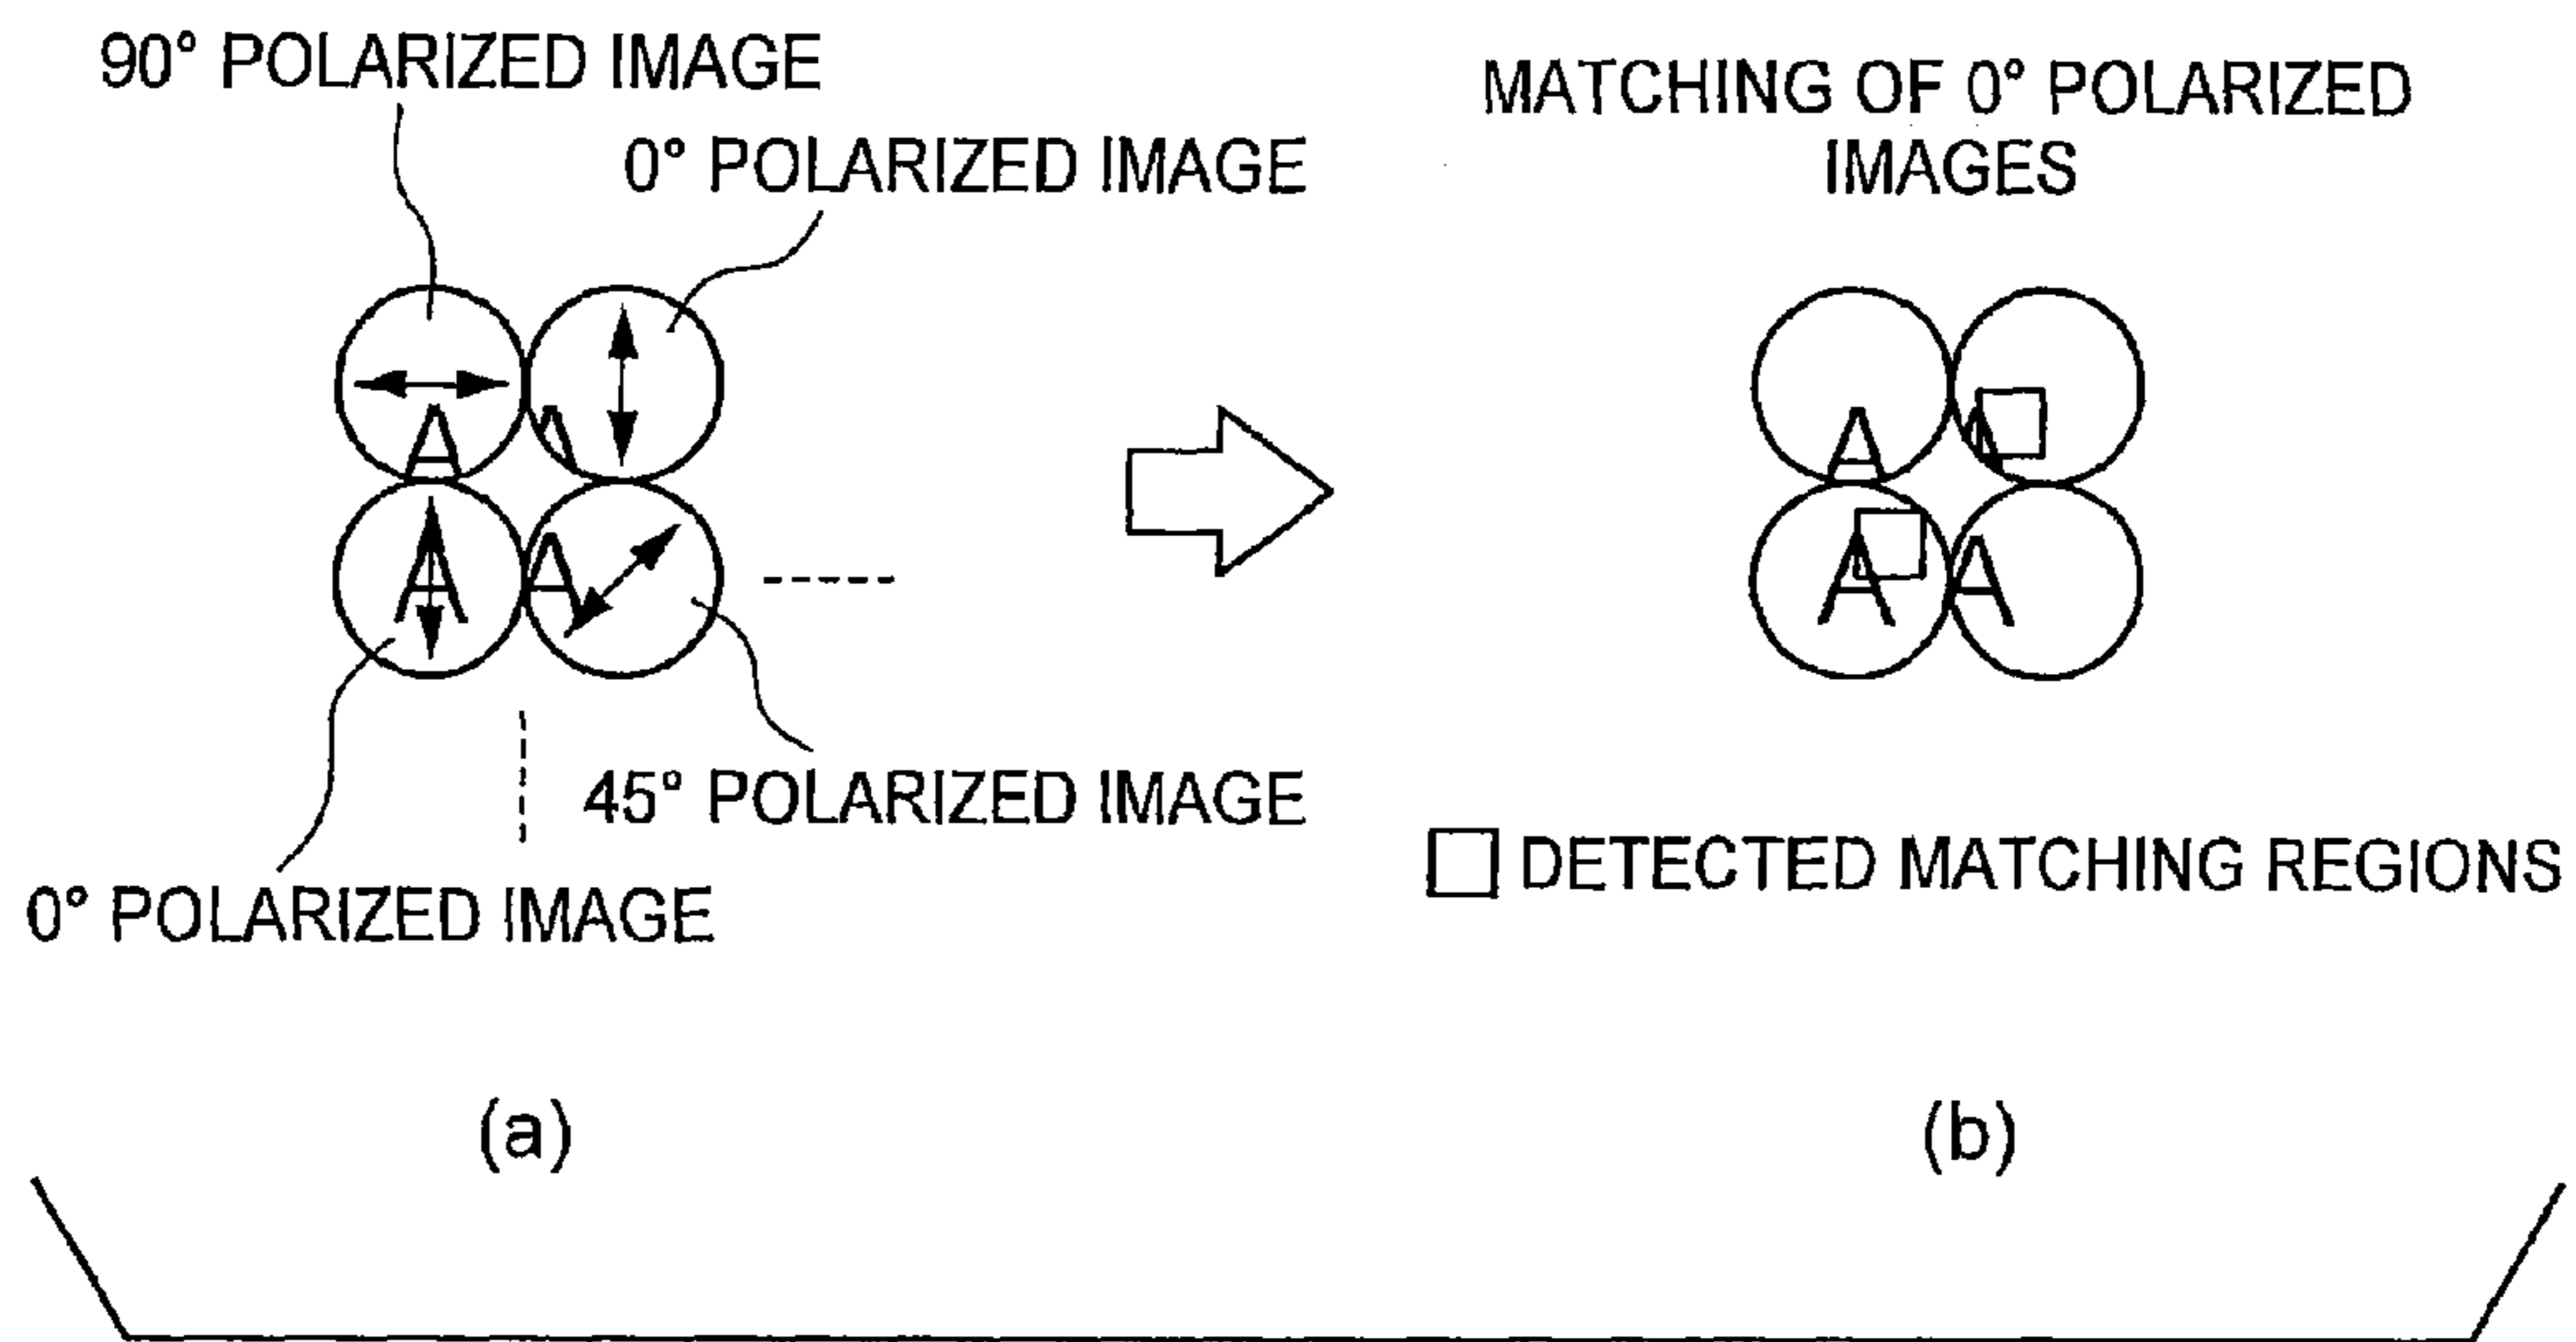 90° POLARIZED IMAGE
0° POLARIZED IMAGE
A A
A A
45° POLARIZED IMAGE
0° POLARIZED IMAGE
(a)
MATCHING OF 0° POLARIZED
IMAGES
A A
A A
DETECTED MATCHING REGIONS
(b)